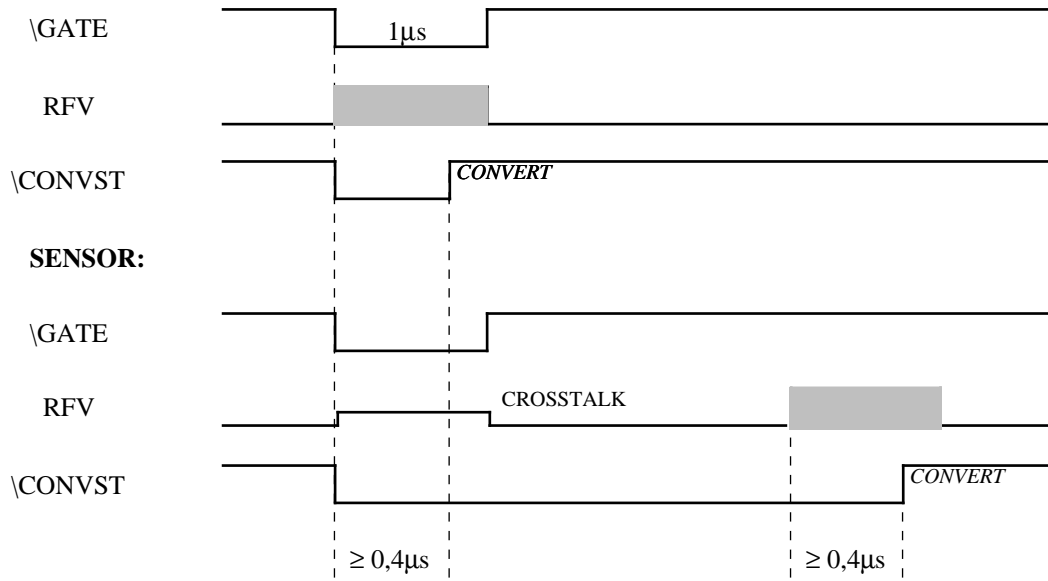 \GATE
1μs
RFV
\CONVST
CONVERT
SENSOR:
\GATE
RFV
CROSSTALK
\CONVST
CONVERT
≥ 0,4μs
≥ 0,4μs